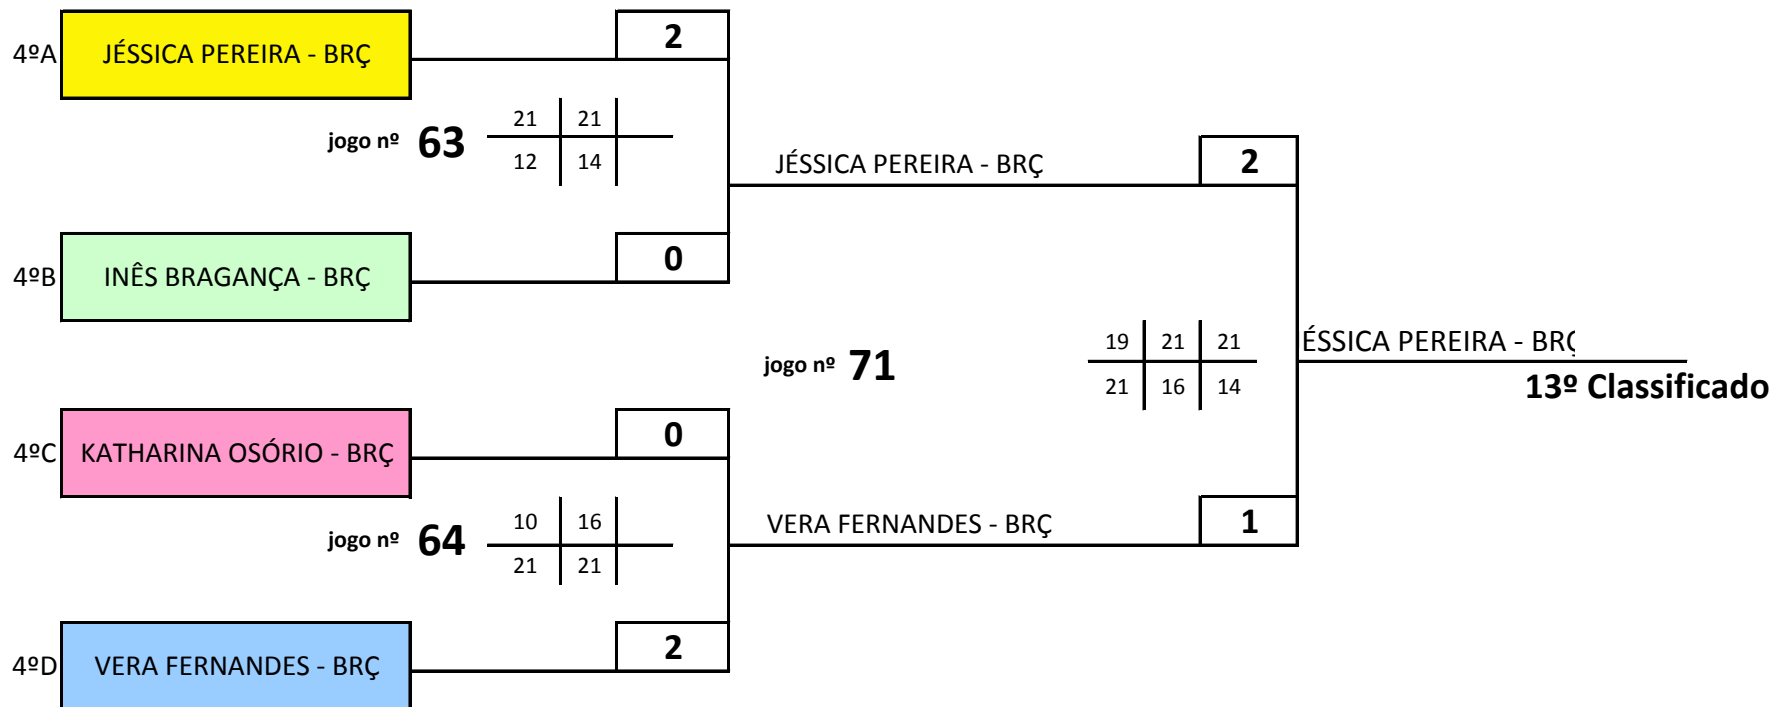 4ºA JÉSSICA PEREIRA - BRÇ 2
jogo nº 63 21 21
12 14
JÉSSICA PEREIRA - BRÇ 2
4ºB INÊS BRAGANÇA - BRÇ 0
jogo nº 71 19 21 21
21 16 14
ÉSSICA PEREIRA - BRÇ
13º Classificado
4ºC KATHARINA OSÓRIO - BRÇ 0
jogo nº 64 10 16
21 21
VERA FERNANDES - BRÇ 1
4ºD VERA FERNANDES - BRÇ 2